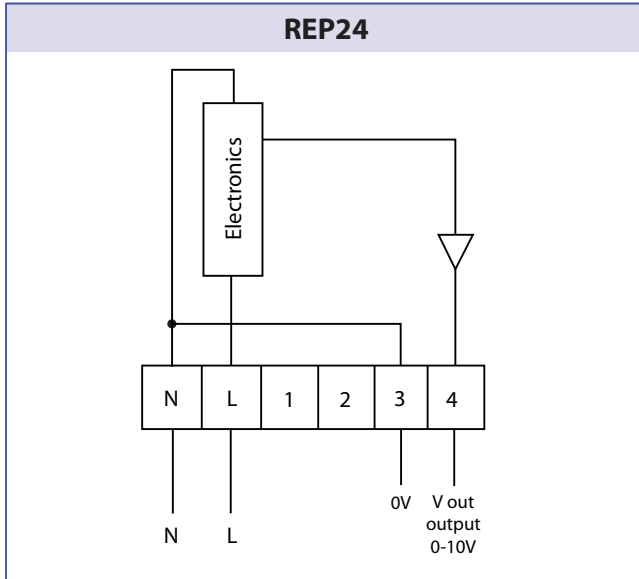 REP24
Electronics
N L 1 2 3 4
N L 0V V out
output
0-10V